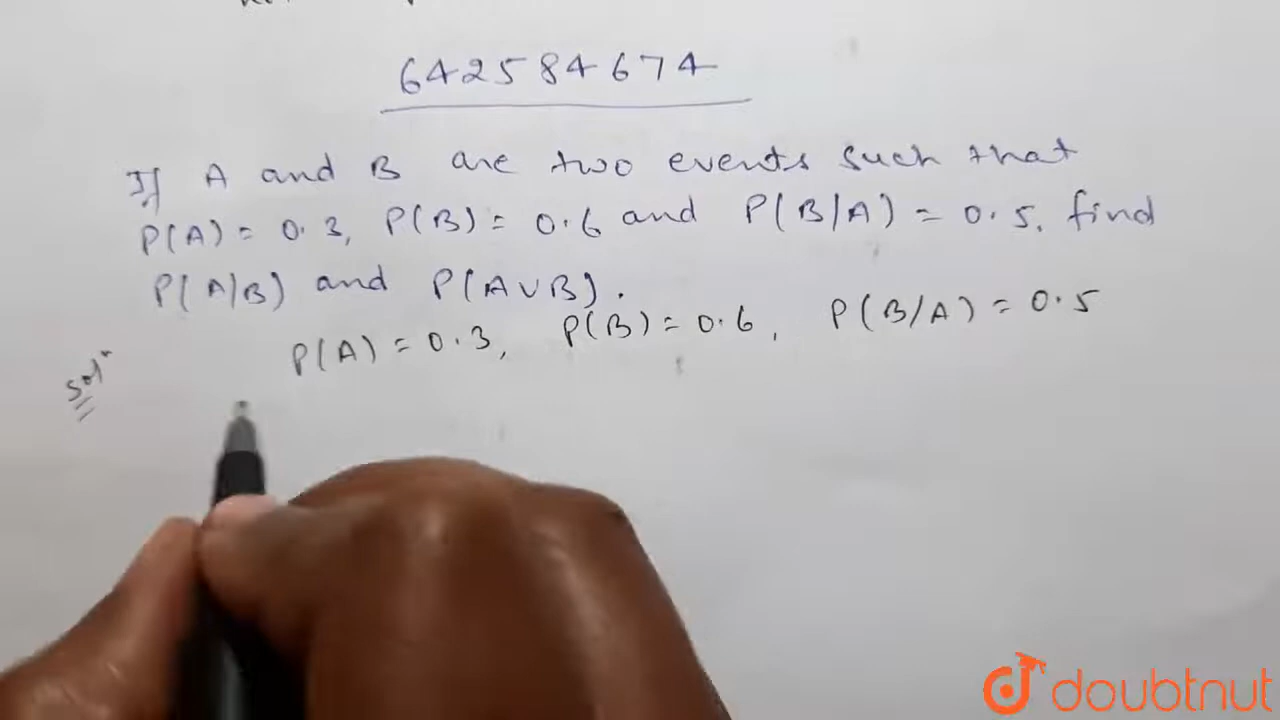 642584674
If A and B are two events such that
P(A) = 0.3, P(B) = 0.6 and P(B/A) = 0.5, find
P(A/B) and P(A∪B).
P(A) = 0.3, P(B) = 0.6, P(B/A) = 0.5
Solⁿ
doubtnut